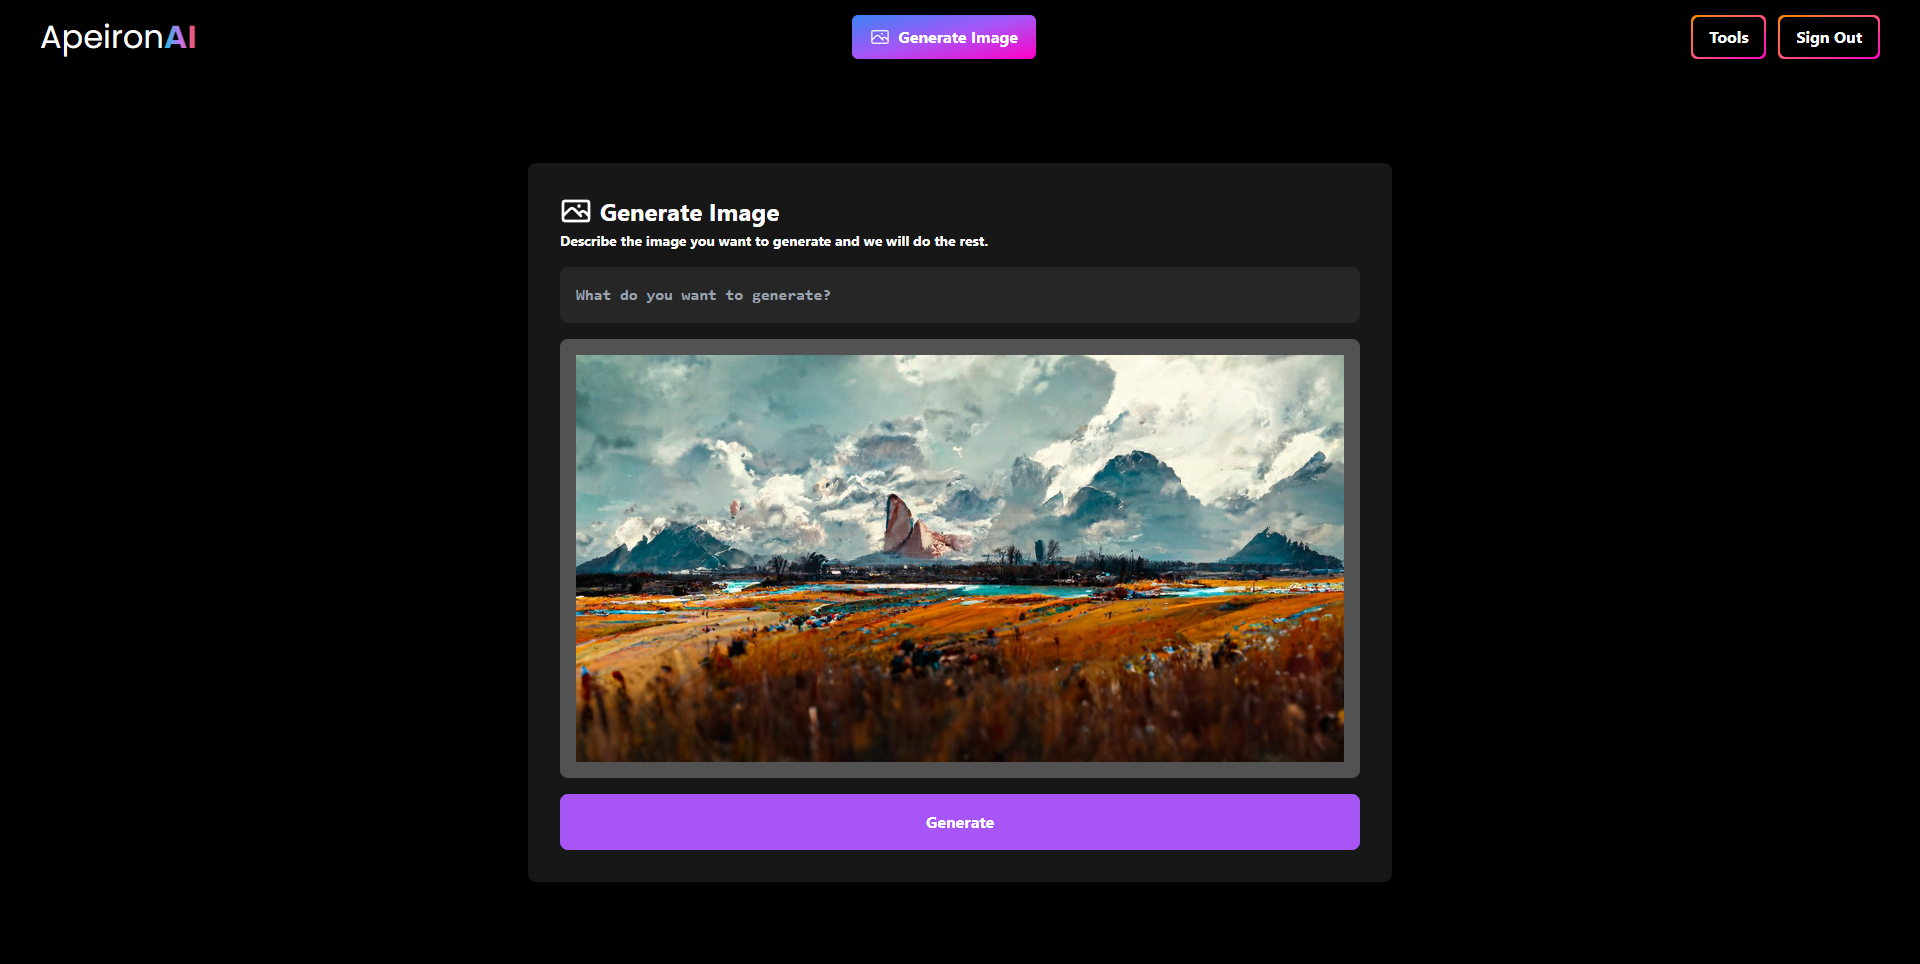 ApeironAI
Generate Image
Tools
Sign Out
Generate Image
Describe the image you want to generate and we will do the rest.
What do you want to generate?
Generate